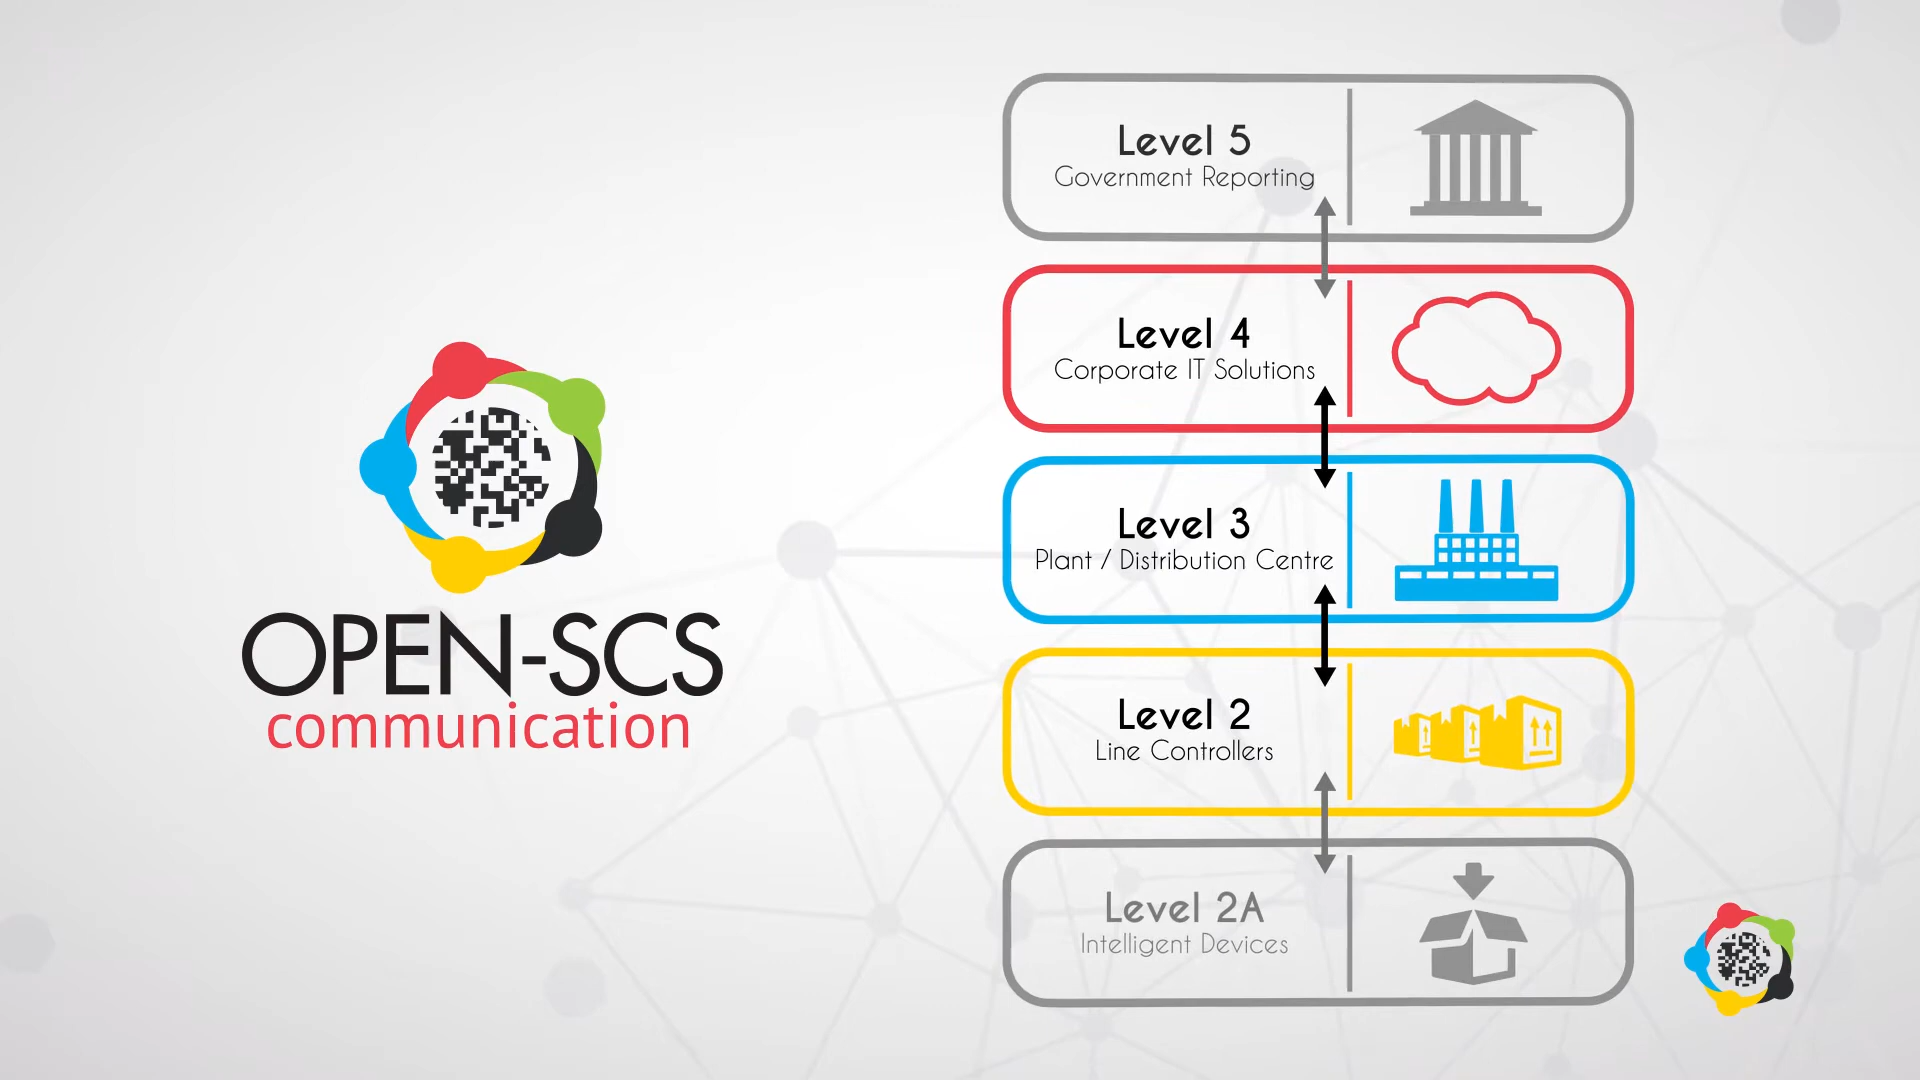 OPEN-SCS
communication
Level 5
Government Reporting
Level 4
Corporate IT Solutions
Level 3
Plant / Distribution Centre
Level 2
Line Controllers
Level 2A
Intelligent Devices